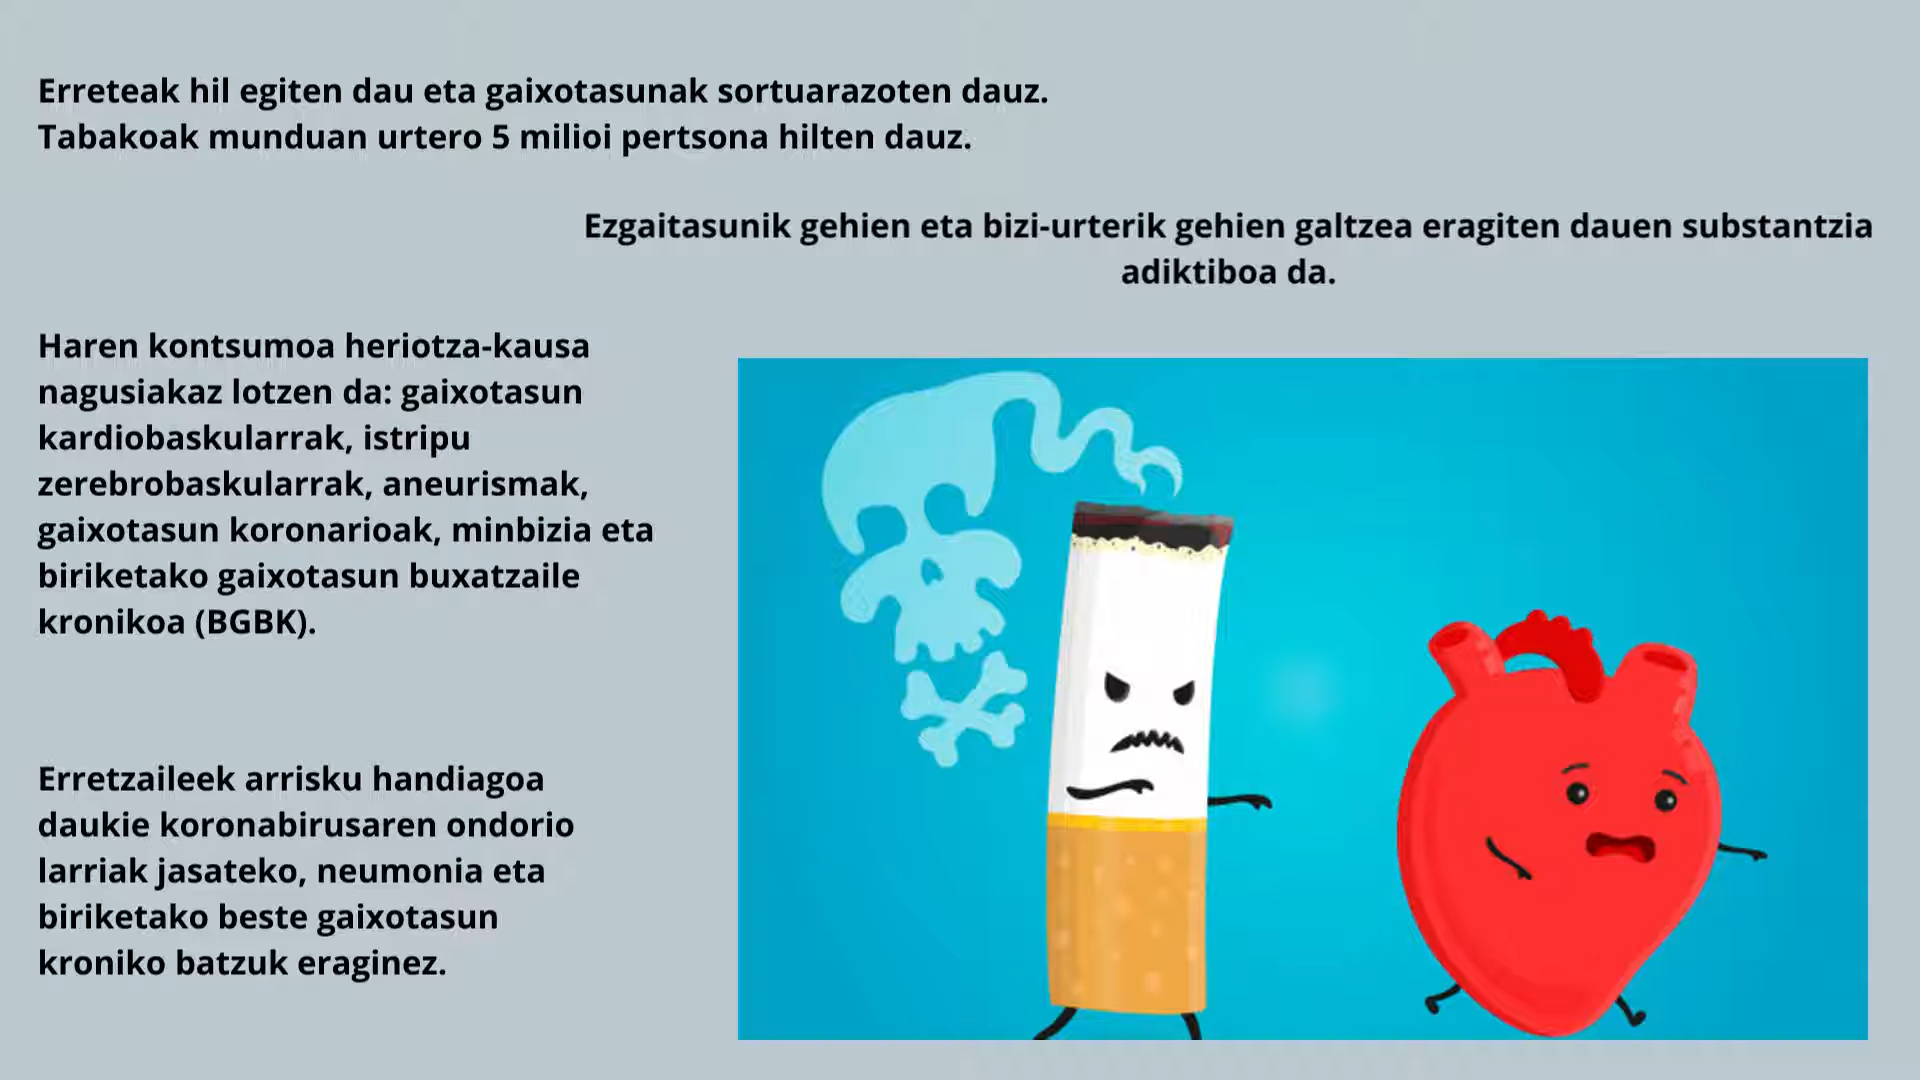 Erreteak hil egiten dau eta gaixotasunak sortuarazoten dauz.
Tabakoak munduan urtero 5 milioi pertsona hilten dauz.
Ezgaitasunik gehien eta bizi-urterik gehien galtzea eragiten dauen substantzia
adiktiboa da.
Haren kontsumoa heriotza-kausa
nagusiakaz lotzen da: gaixotasun
kardiobaskularrak, istripu
zerebrobaskularrak, aneurismak,
gaixotasun koronarioak, minbizia eta
biriketako gaixotasun buxatzaile
kronikoa (BGBK).
Erretzaileek arrisku handiagoa
daukie koronabirusaren ondorio
larriak jasateko, neumonia eta
biriketako beste gaixotasun
kroniko batzuk eraginez.